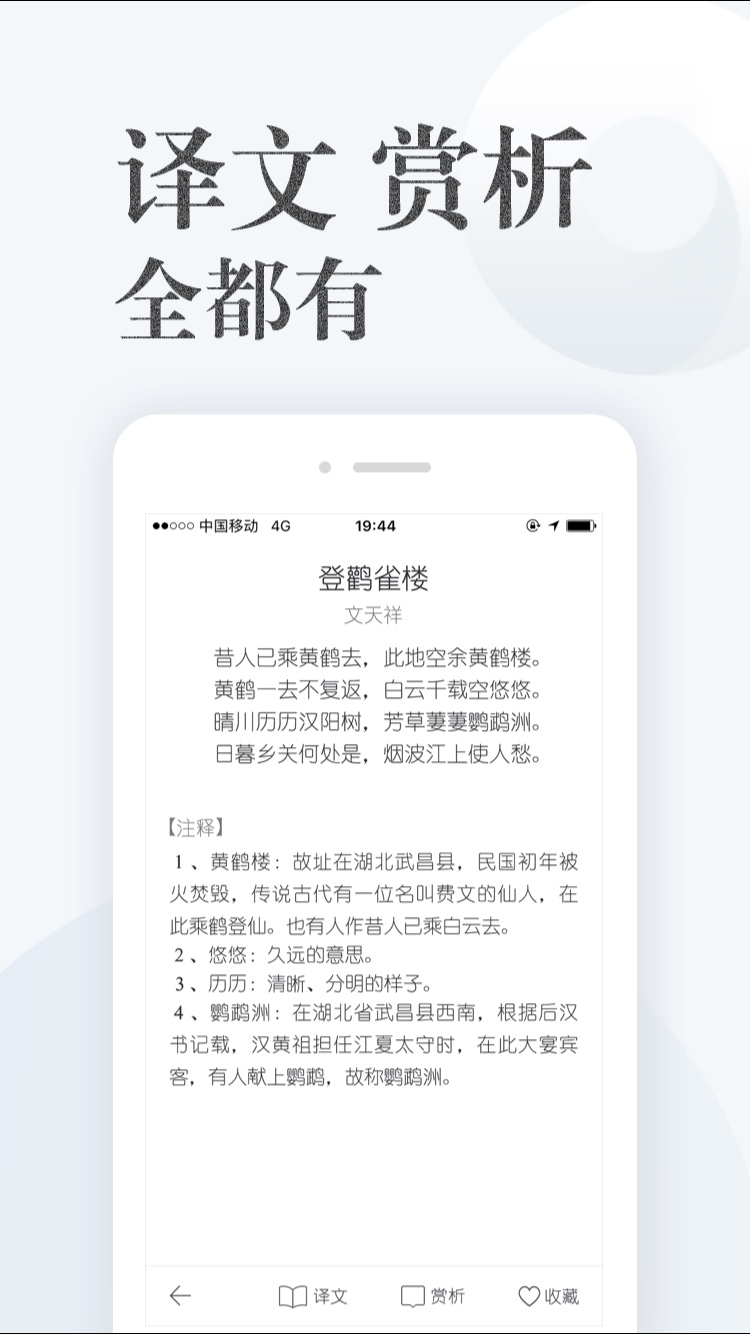 译文 赏析
全都有
中国移动 4G 19:44
登鹳雀楼
文天祥
昔人已乘黄鹤去，此地空余黄鹤楼。
黄鹤一去不复返，白云千载空悠悠。
晴川历历汉阳树，芳草萋萋鹦鹉洲。
日暮乡关何处是，烟波江上使人愁。
【注释】
1、黄鹤楼：故址在湖北武昌县，民国初年被
火焚毁，传说古代有一位名叫费文的仙人，在
此乘鹤登仙。也有人作昔人已乘白云去。
2、悠悠：久远的意思。
3、历历：清晰、分明的样子。
4、鹦鹉洲：在湖北省武昌县西南，根据后汉
书记载，汉黄祖担任江夏太守时，在此大宴宾
客，有人献上鹦鹉，故称鹦鹉洲。
译文 赏析 收藏